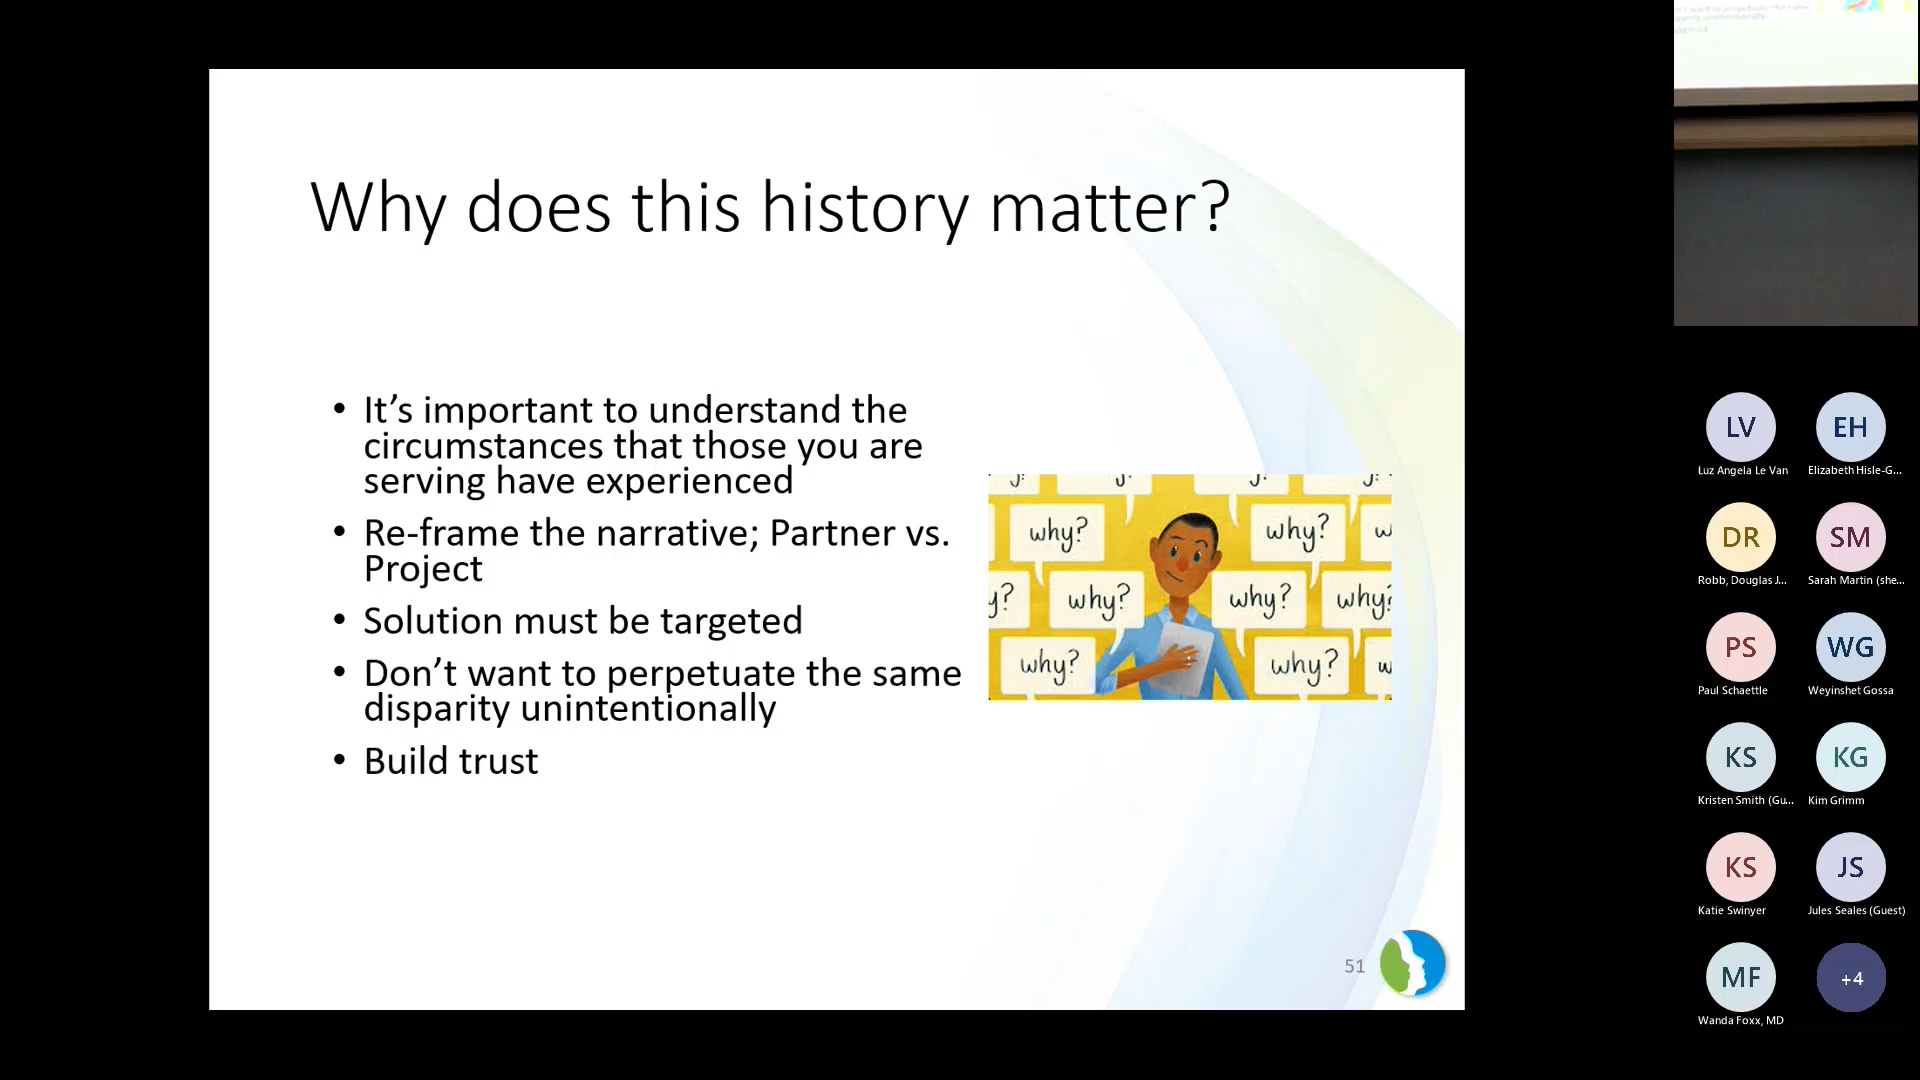 Why does this history matter?
• It’s important to understand the
circumstances that those you are
serving have experienced
• Re-frame the narrative; Partner vs.
Project
• Solution must be targeted
• Don’t want to perpetuate the same
disparity unintentionally
• Build trust
why? why?
why? why? why?
why? why?
51
LV EH
Luz Angela Le Van Elizabeth Hisle-G...
DR SM
Robb, Douglas J... Sarah Martin (she...
PS WG
Paul Schaettle Weyinshet Gossa
KS KG
Kristen Smith (Gu... Kim Grimm
KS JS
Katie Swinyer Jules Seales (Guest)
MF +4
Wanda Foxx, MD